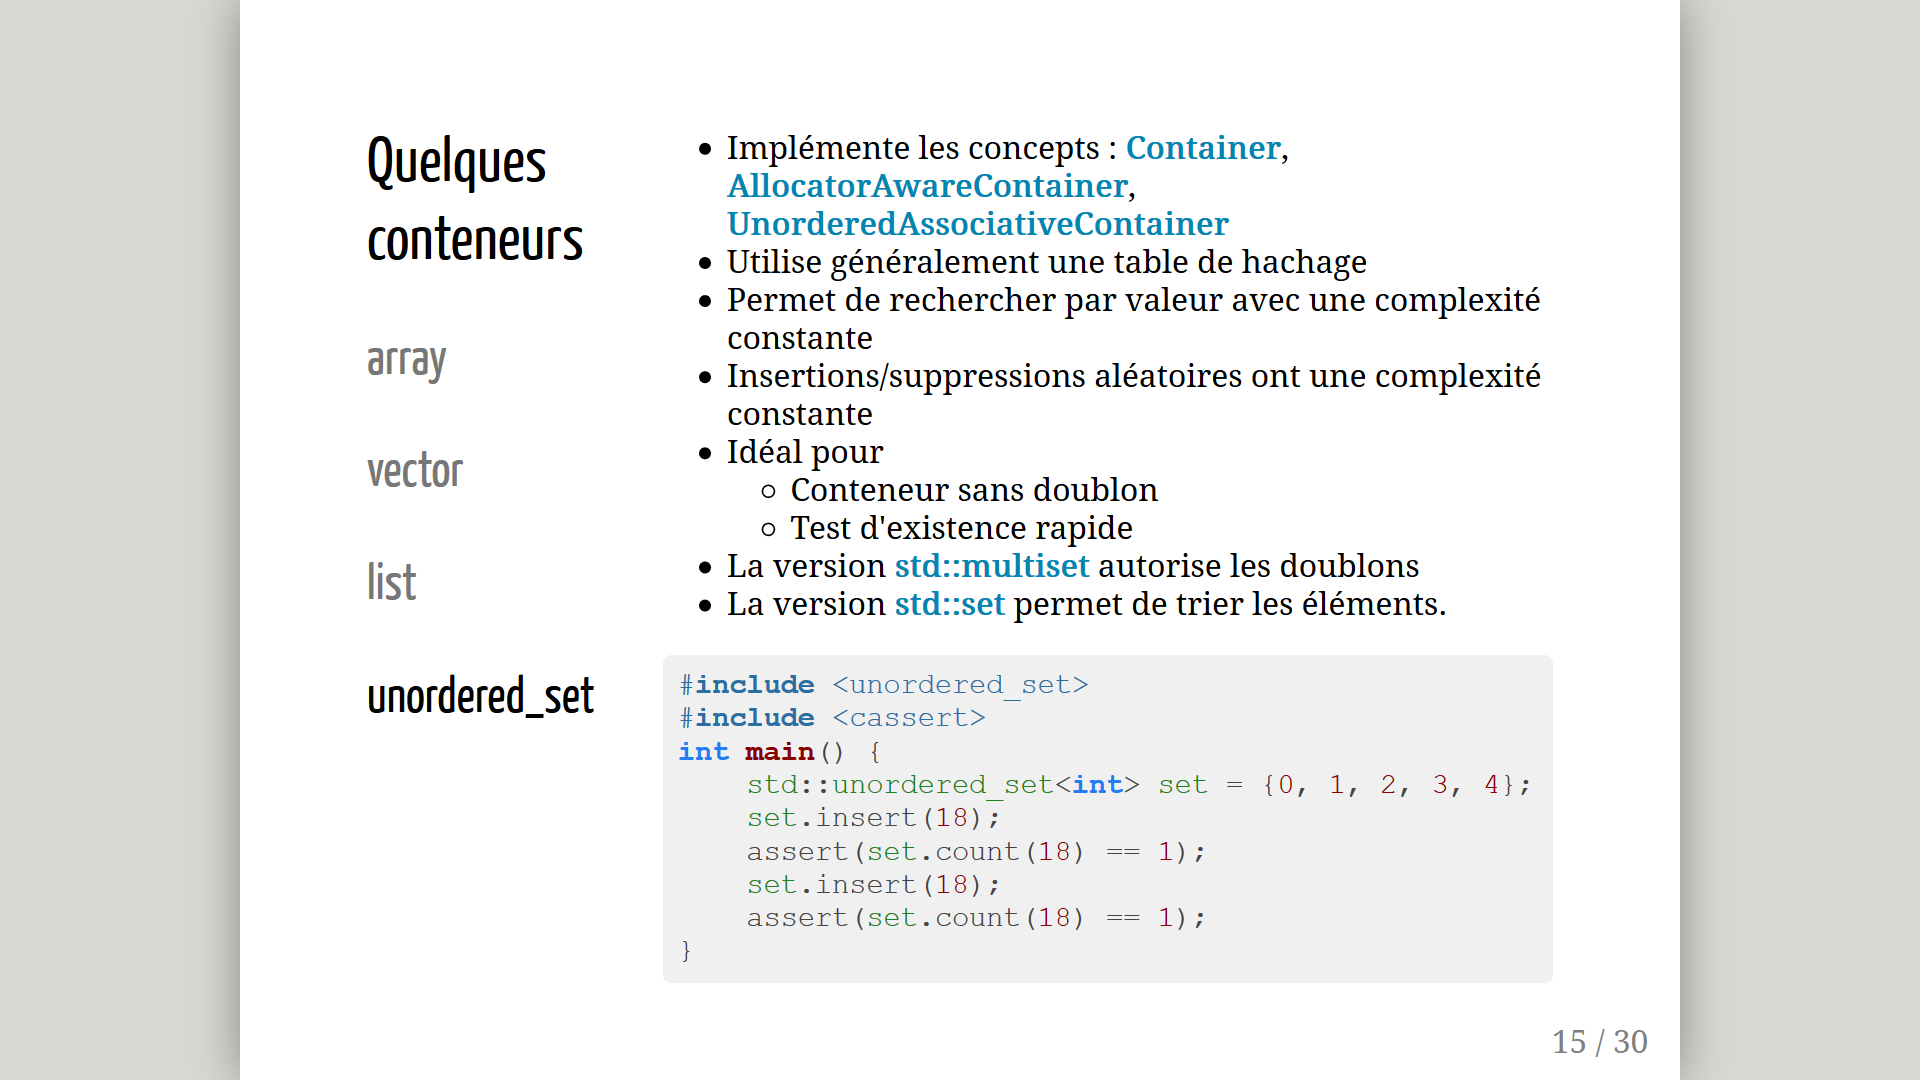 Quelques
conteneurs
array
vector
list
unordered_set
Implémente les concepts : Container,
AllocatorAwareContainer,
UnorderedAssociativeContainer
Utilise généralement une table de hachage
Permet de rechercher par valeur avec une complexité
constante
Insertions/suppressions aléatoires ont une complexité
constante
Idéal pour
Conteneur sans doublon
Test d'existence rapide
La version std::multiset autorise les doublons
La version std::set permet de trier les éléments.
#include <unordered_set>
#include <cassert>
int main() {
    std::unordered_set<int> set = {0, 1, 2, 3, 4};
    set.insert(18);
    assert(set.count(18) == 1);
    set.insert(18);
    assert(set.count(18) == 1);
}
15 / 30